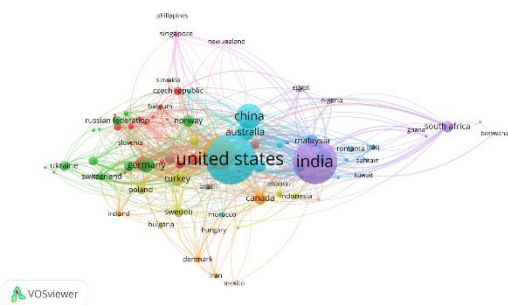 philippines
singapore
new zealand
slovakia
czech republic
egypt
nigeria
belgium
china
russian federation
norway
australia
ghana
south africa
botswana
slovenia
malaysia
romania
iraq
united states
india
bahrain
ukraine
germany
switzerland
turkey
kuwait
poland
brazil
lebanon
canada
indonesia
ireland
sweden
morocco
bulgaria
hungary
denmark
iran
mexico
VOSviewer